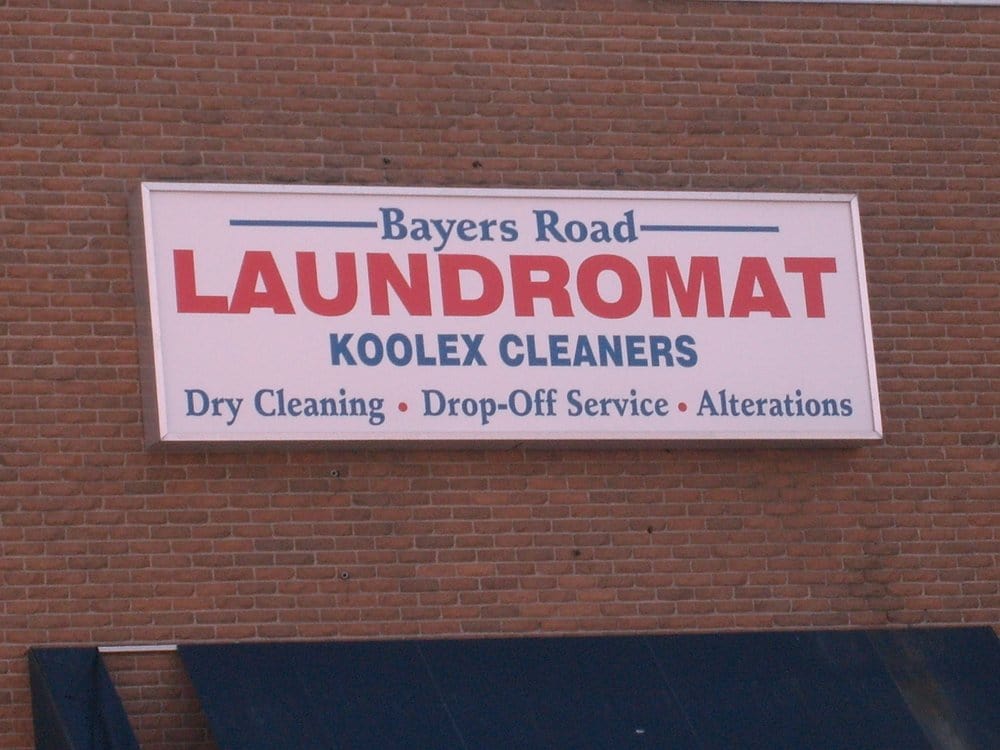 Bayers Road
LAUNDROMAT
KOOLEX CLEANERS
Dry Cleaning • Drop-Off Service • Alterations